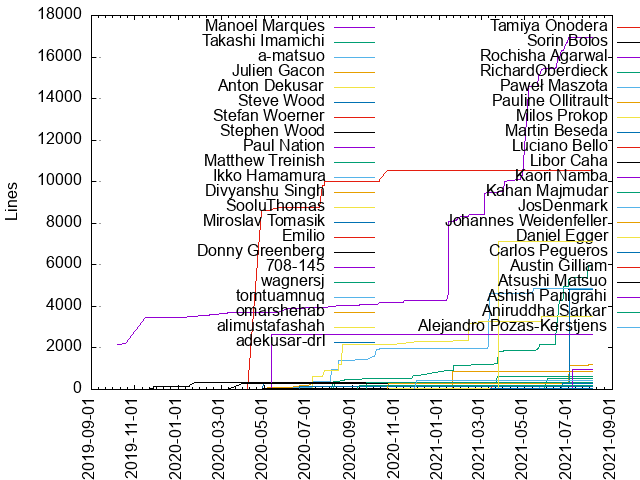 18000
16000
14000
12000
10000
8000
6000
4000
2000
0
Lines
Manoel Marques
Takashi Imamichi
a-matsuo
Julien Gacon
Anton Dekusar
Steve Wood
Stefan Woerner
Stephen Wood
Paul Nation
Matthew Treinish
Ikko Hamamura
Divyanshu Singh
SooluThomas
Miroslav Tomasik
Emilio
Donny Greenberg
708-145
wagnersj
tomtuamnuq
omarshehab
alimustafashah
adekusar-drl
Tamiya Onodera
Sorin Bolos
Rochisha Agarwal
RichardOberdieck
Paweł Maszota
Pauline Ollitrault
Milos Prokop
Martin Beseda
Luciano Bello
Libor Caha
Kaori Namba
Kahan Majmudar
JosDenmark
Johannes Weidenfeller
Daniel Egger
Carlos Pegueros
Austin Gilliam
Atsushi Matsuo
Ashish Panigrahi
Aniruddha Sarkar
Alejandro Pozas-Kerstjens
2019-09-01
2019-11-01
2020-01-01
2020-03-01
2020-05-01
2020-07-01
2020-09-01
2020-11-01
2021-01-01
2021-03-01
2021-05-01
2021-07-01
2021-09-01